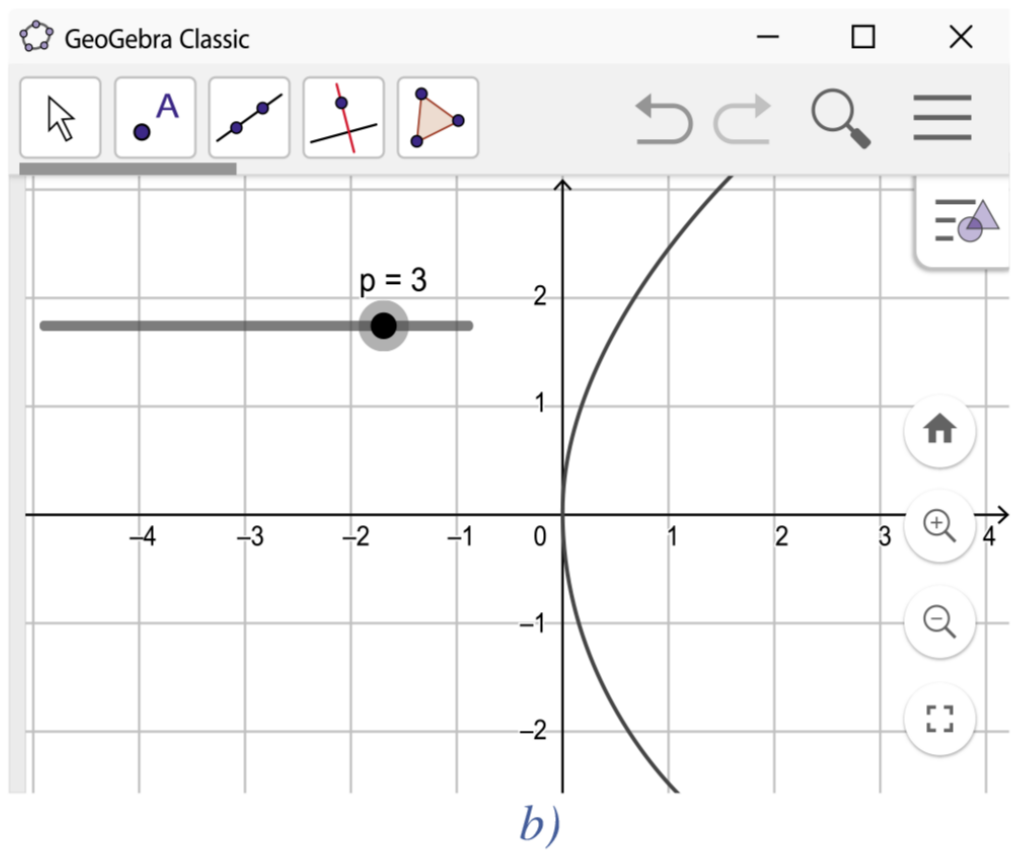 GeoGebra Classic
A
p = 3
2
1
–4 –3 –2 –1 0 1 2 3 4
–1
–2
b)